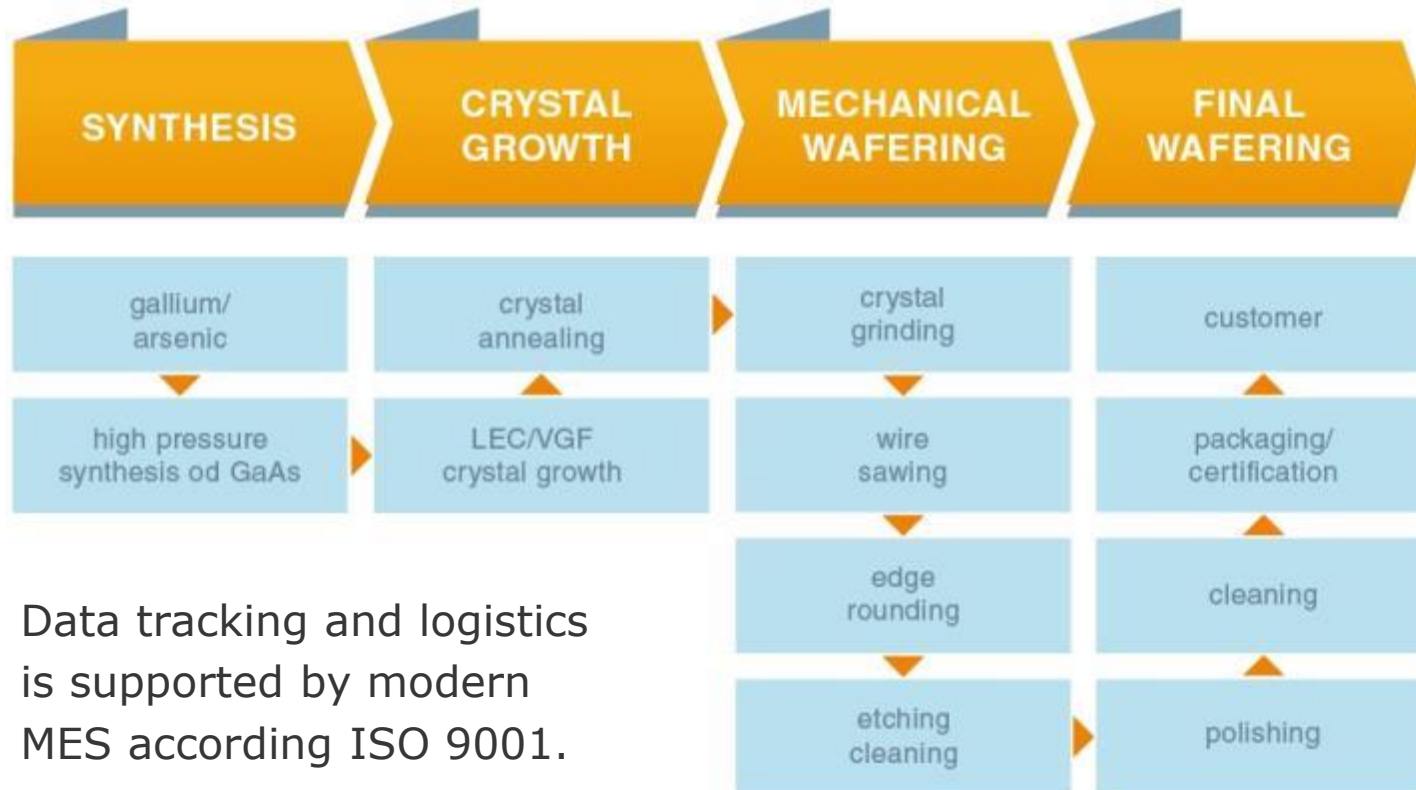 SYNTHESIS
CRYSTAL
GROWTH
MECHANICAL
WAFERING
FINAL
WAFERING
gallium/
arsenic
high pressure
synthesis od GaAs
crystal
annealing
LEC/VGF
crystal growth
crystal
grinding
wire
sawing
edge
rounding
etching
cleaning
customer
packaging/
certification
cleaning
polishing
Data tracking and logistics
is supported by modern
MES according ISO 9001.